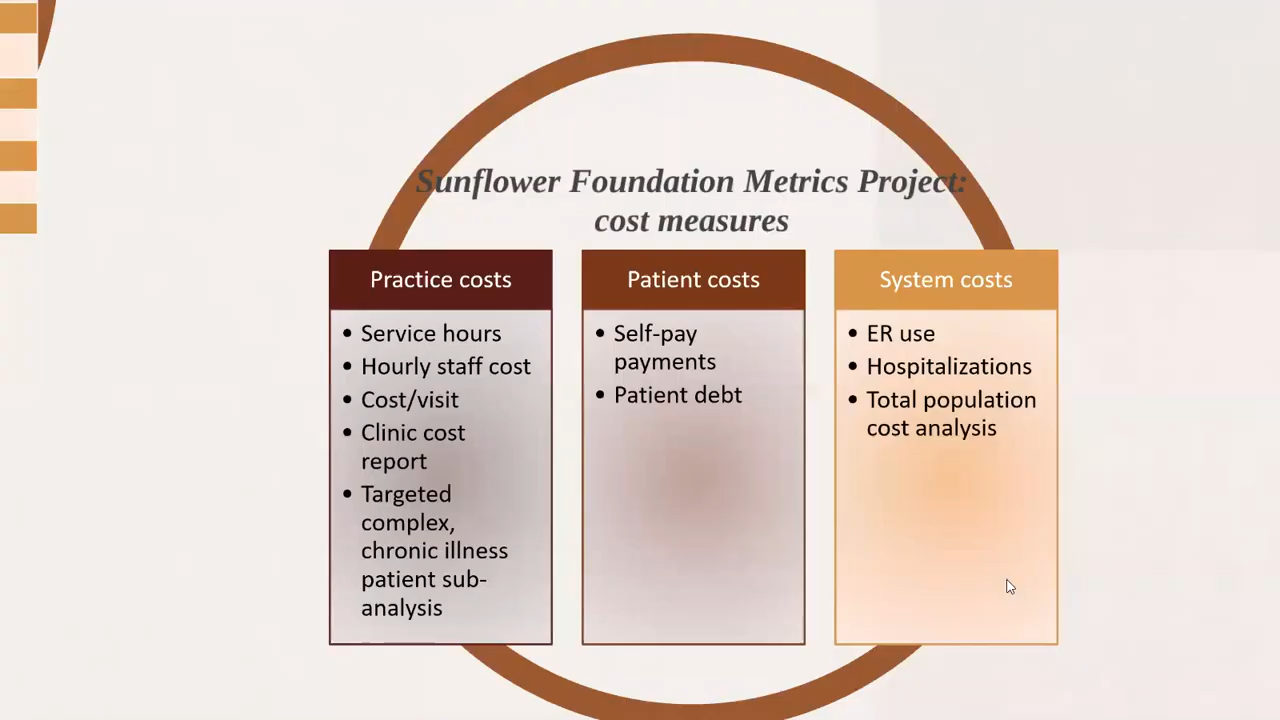 Sunflower Foundation Metrics Project:
cost measures
Practice costs
• Service hours
• Hourly staff cost
• Cost/visit
• Clinic cost
report
• Targeted
complex,
chronic illness
patient sub-
analysis
Patient costs
• Self-pay
payments
• Patient debt
System costs
• ER use
• Hospitalizations
• Total population
cost analysis